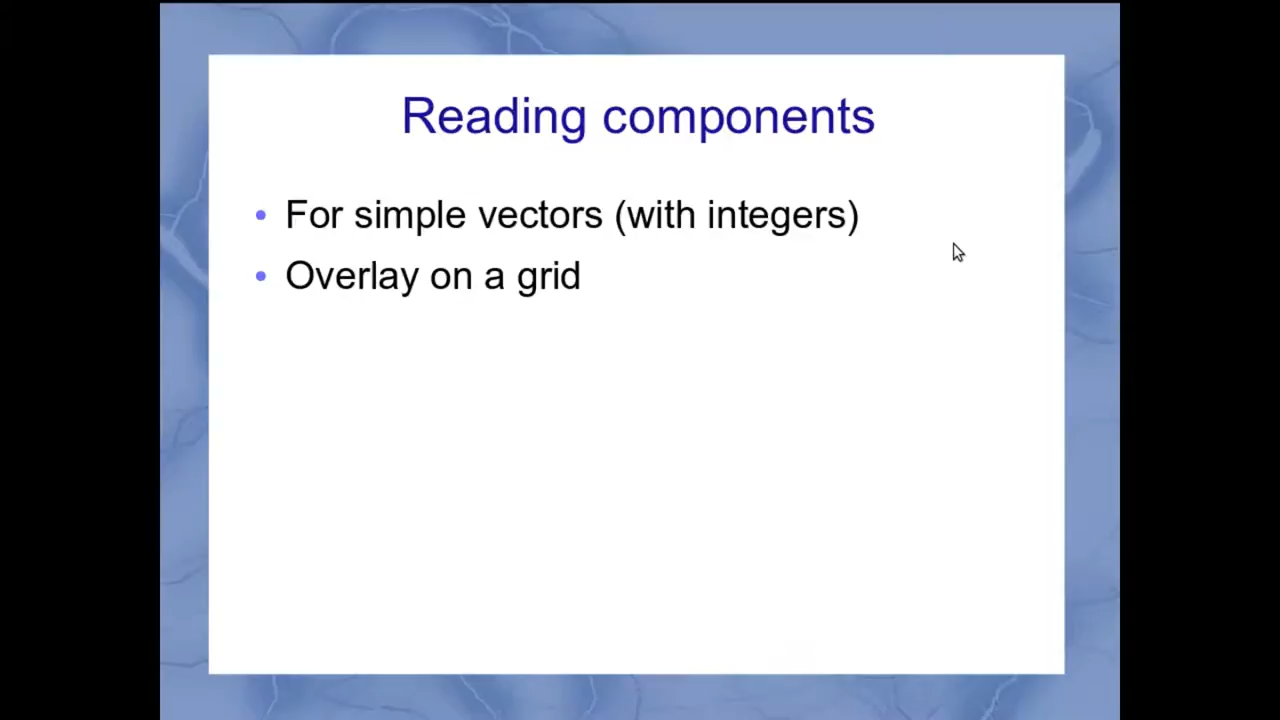 Reading components
• For simple vectors (with integers)
• Overlay on a grid